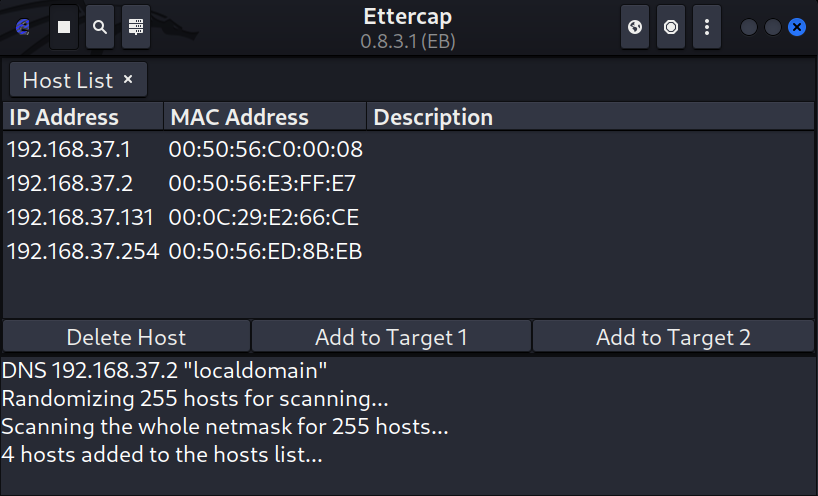 Ettercap
0.8.3.1 (EB)
Host List ×
IP Address MAC Address Description
192.168.37.1 00:50:56:C0:00:08
192.168.37.2 00:50:56:E3:FF:E7
192.168.37.131 00:0C:29:E2:66:CE
192.168.37.254 00:50:56:ED:8B:EB
Delete Host Add to Target 1 Add to Target 2
DNS 192.168.37.2 "localdomain"
Randomizing 255 hosts for scanning...
Scanning the whole netmask for 255 hosts...
4 hosts added to the hosts list...